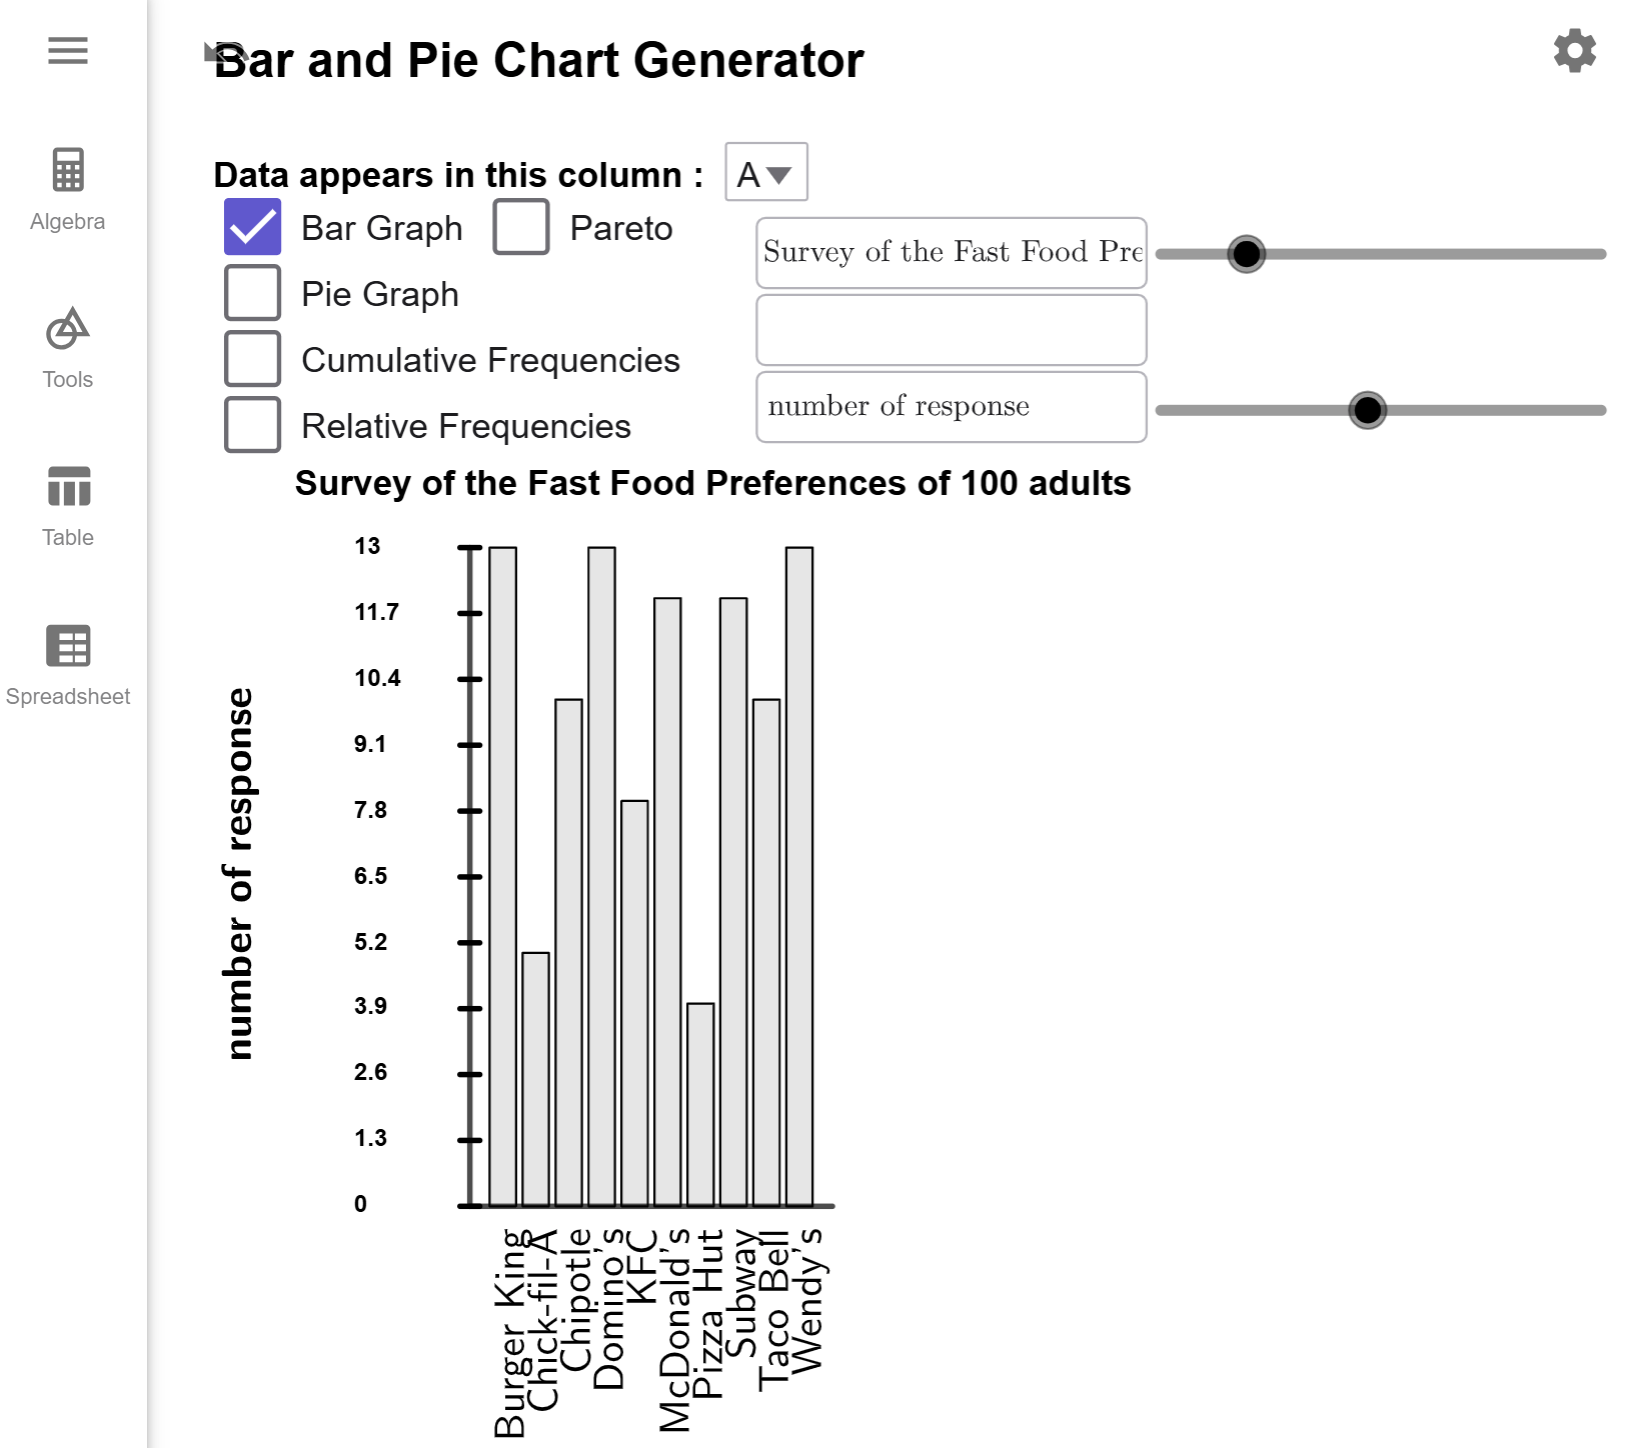 Bar and Pie Chart Generator
Algebra
Tools
Table
Spreadsheet
Data appears in this column :
A
Bar Graph
Pareto
Pie Graph
Cumulative Frequencies
Relative Frequencies
Survey of the Fast Food Pre
number of response
Survey of the Fast Food Preferences of 100 adults
number of response
13
11.7
10.4
9.1
7.8
6.5
5.2
3.9
2.6
1.3
0
Burger King
Chick-fil-A
Chipotle
Domino's
KFC
McDonald's
Pizza Hut
Subway
Taco Bell
Wendy's